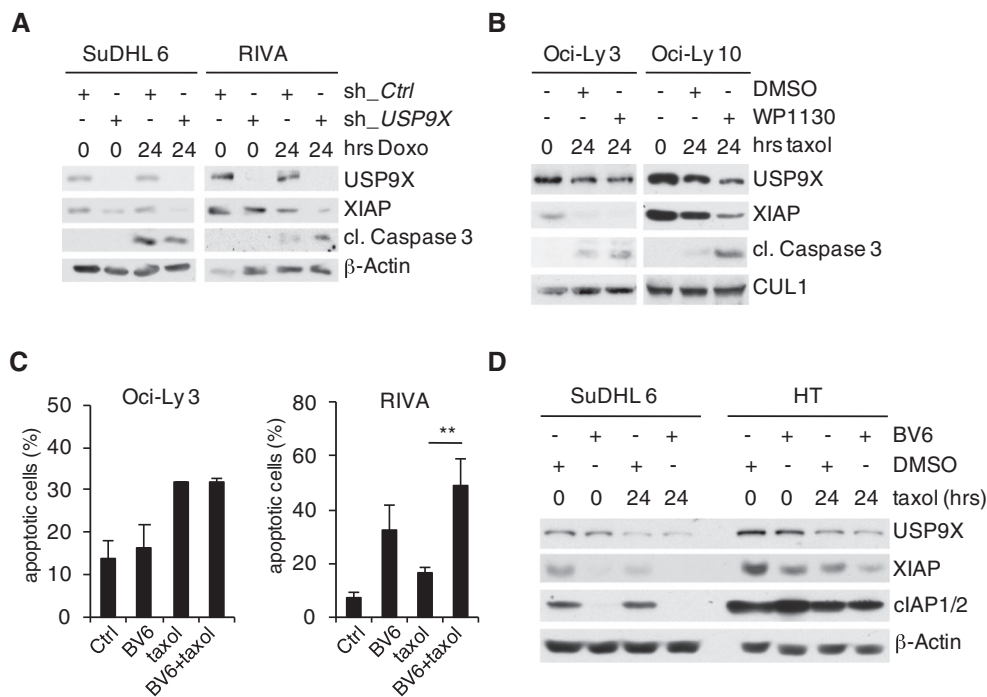 A
SuDHL 6 RIVA
+ - + - + - + - sh_Ctrl
- + - + - + - + sh_USP9X
0 0 24 24 0 0 24 24 hrs Doxo
USP9X
XIAP
cl. Caspase 3
β-Actin
B
Oci-Ly 3 Oci-Ly 10
- + - - + - DMSO
- - + - - + WP1130
0 24 24 0 24 24 hrs taxol
USP9X
XIAP
cl. Caspase 3
CUL1
C
Oci-Ly 3
apoptotic cells (%)
50
40
30
20
10
0
Ctrl
BV6
taxol
BV6+taxol
RIVA
apoptotic cells (%)
80
60
40
20
0
**
Ctrl
BV6
taxol
BV6+taxol
D
SuDHL 6 HT
- + - + - + - + BV6
+ - + - + - + - DMSO
0 0 24 24 0 0 24 24 taxol (hrs)
USP9X
XIAP
cIAP1/2
β-Actin